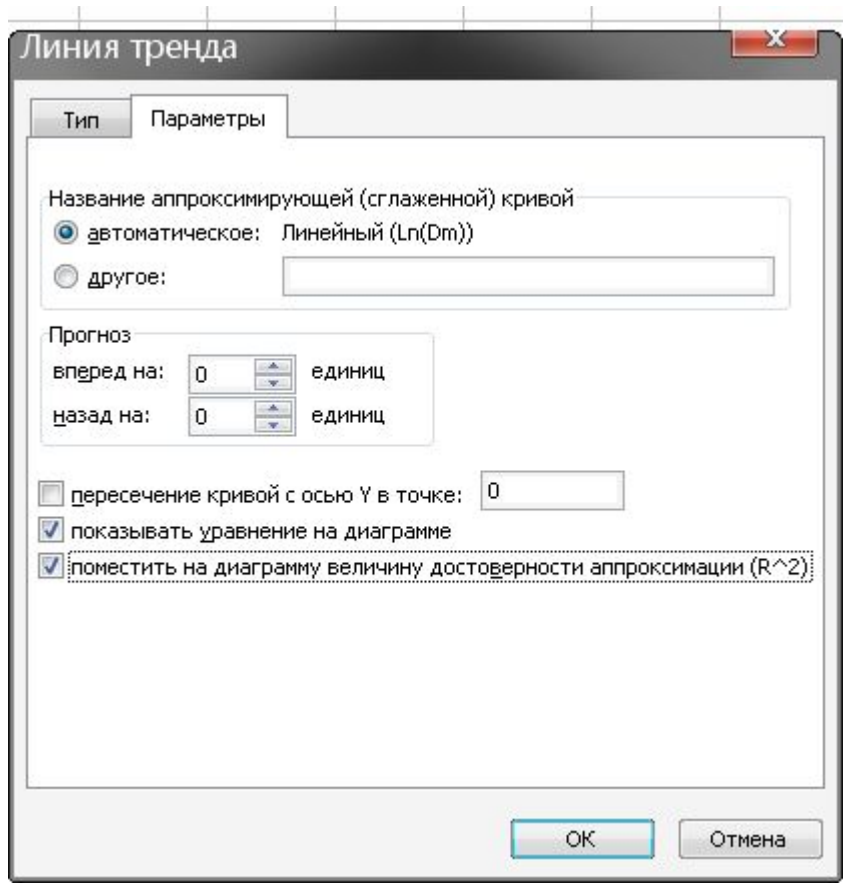 Линия тренда
Тип Параметры
Название аппроксимирующей (сглаженной) кривой
автоматическое: Линейный (Ln(Dm))
другое:
Прогноз
вперед на: 0 единиц
назад на: 0 единиц
пересечение кривой с осью Y в точке: 0
показывать уравнение на диаграмме
поместить на диаграмму величину достоверности аппроксимации (R^2)
OK Отмена